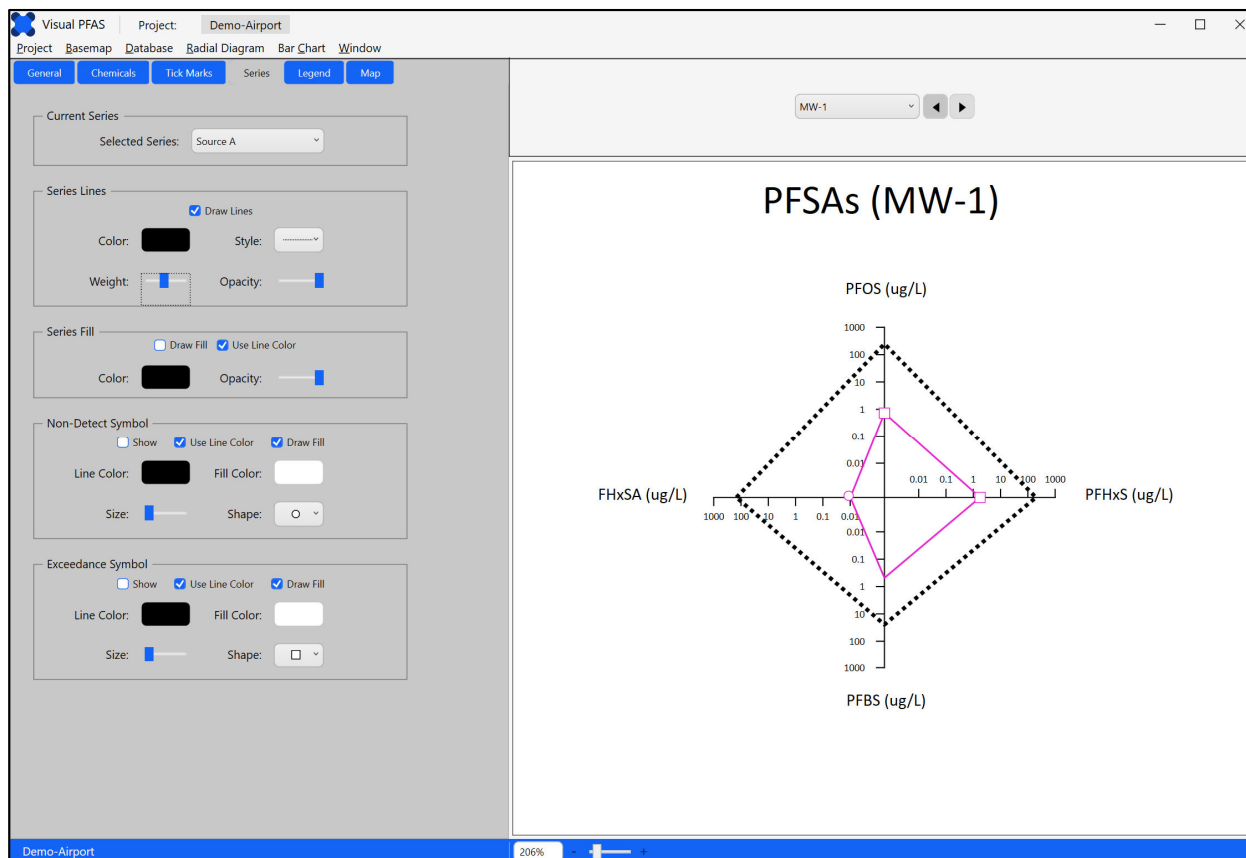 Visual PFAS Project: Demo-Airport
Project Basemap Database Radial Diagram Bar Chart Window
General Chemicals Tick Marks Series Legend Map
Current Series
Selected Series: Source A
Series Lines
Draw Lines
Color: Style:
Weight: Opacity:
Series Fill
Draw Fill Use Line Color
Color: Opacity:
Non-Detect Symbol
Show Use Line Color Draw Fill
Line Color: Fill Color:
Size: Shape:
Exceedance Symbol
Show Use Line Color Draw Fill
Line Color: Fill Color:
Size: Shape:
MW-1
PFSAs (MW-1)
PFOS (ug/L)
1000
100
10
1
0.1
0.01
0.01 0.1 1 10 100 1000
FHxSA (ug/L)
PFHxS (ug/L)
1000 100 10 1 0.1 0.01
0.01
0.1
1
10
100
1000
PFBS (ug/L)
Demo-Airport
206% - +